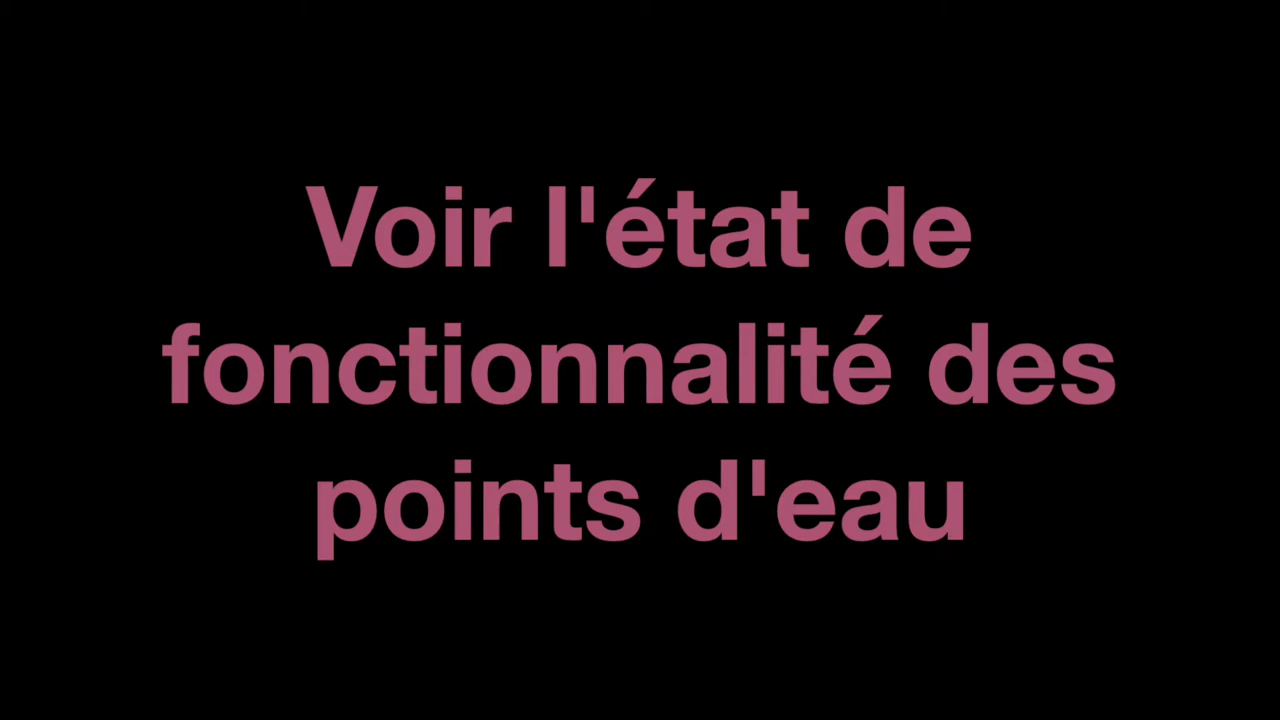 Voir l'état de
fonctionnalité des
points d'eau